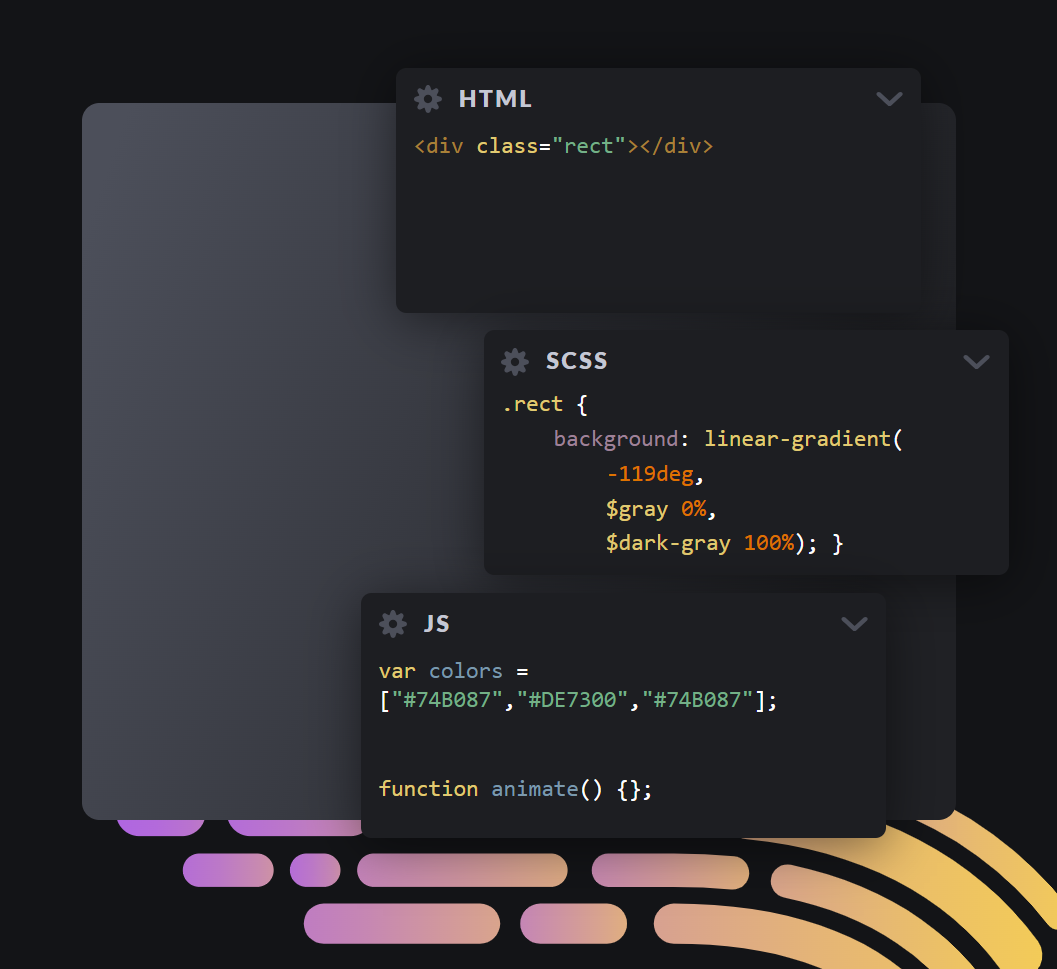 HTML
<div class="rect"></div>
SCSS
.rect {
background: linear-gradient(
-119deg,
$gray 0%,
$dark-gray 100%); }
JS
var colors =
["#74B087","#DE7300","#74B087"];
function animate() {};